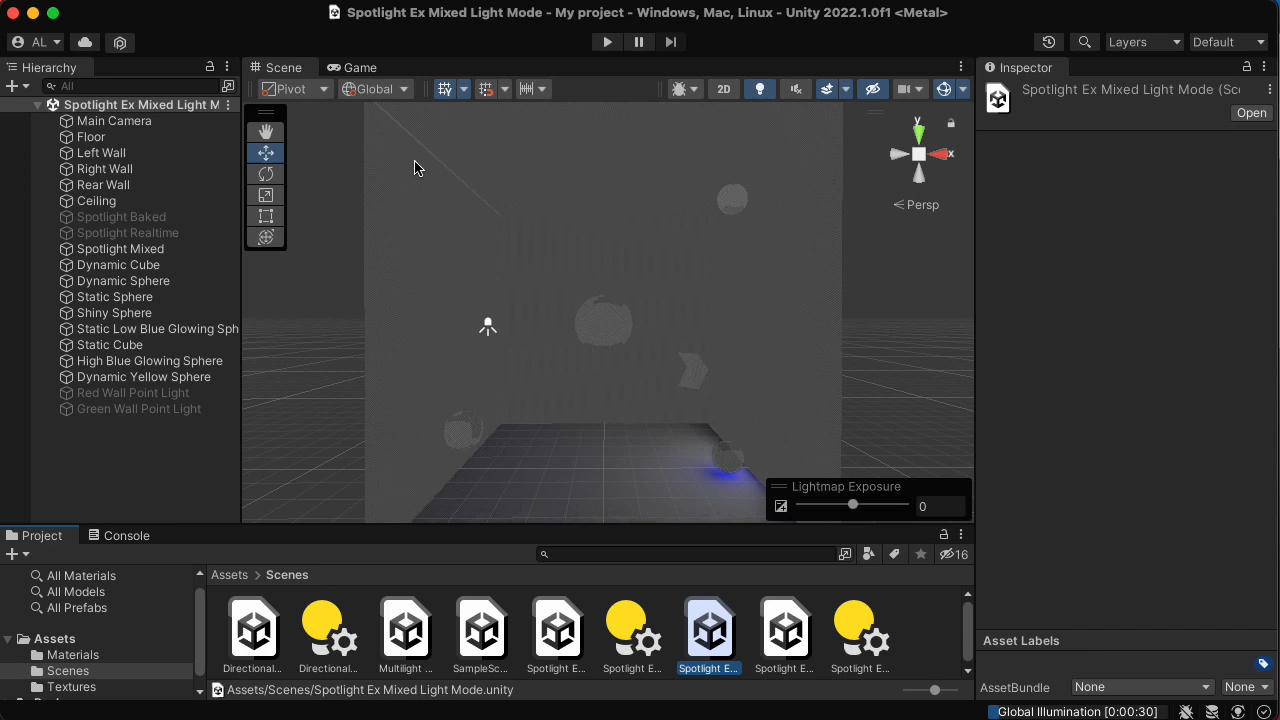 Spotlight Ex Mixed Light Mode - My project - Windows, Mac, Linux - Unity 2022.1.0f1 <Metal>
AL
Layers
Default
Hierarchy
All
Spotlight Ex Mixed Light M
Main Camera
Floor
Left Wall
Right Wall
Rear Wall
Ceiling
Spotlight Baked
Spotlight Realtime
Spotlight Mixed
Dynamic Cube
Dynamic Sphere
Static Sphere
Shiny Sphere
Static Low Blue Glowing Sph
Static Cube
High Blue Glowing Sphere
Dynamic Yellow Sphere
Red Wall Point Light
Green Wall Point Light
Scene
Game
Pivot
Global
2D
y
x
Persp
Lightmap Exposure
0
Inspector
Spotlight Ex Mixed Light Mode (Sc
Open
Project
Console
16
All Materials
All Models
All Prefabs
Assets
Materials
Scenes
Textures
Assets > Scenes
Directional...
Directional...
Multilight ...
SampleSc...
Spotlight E...
Spotlight E...
Spotlight E...
Spotlight E...
Spotlight E...
Assets/Scenes/Spotlight Ex Mixed Light Mode.unity
Asset Labels
AssetBundle
None
None
Global Illumination [0:00:30]